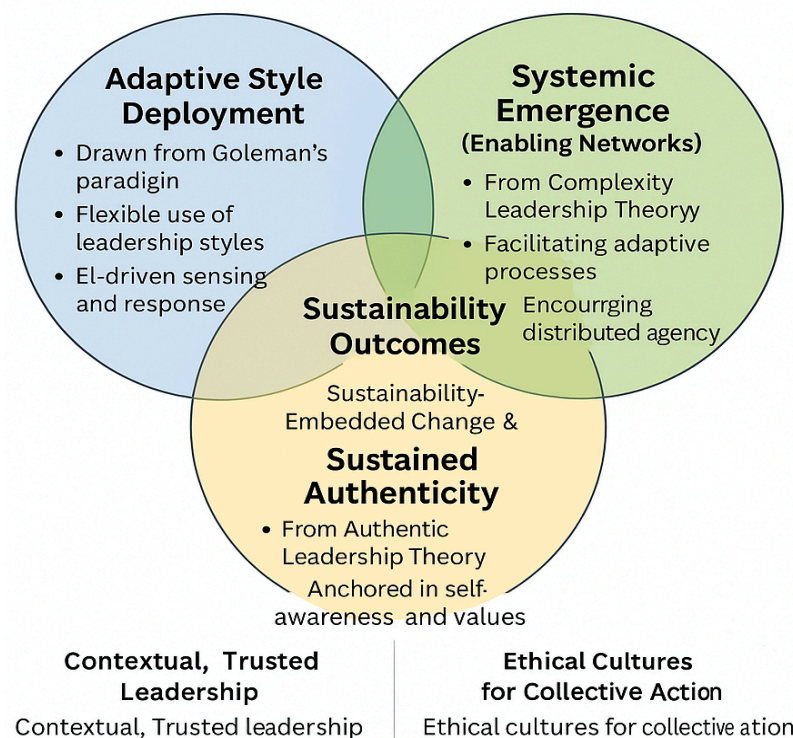 Adaptive Style
Deployment
• Drawn from Goleman's
paradigin
• Flexible use of
leadership styles
• El-driven sensing
and response
Systemic
Emergence
(Enabling Networks)
• From Complexity
Leadership Theoryy
• Facilitating adaptive
processes
Encourrging
distributed agency
Sustainability
Outcomes
Sustainability-
Embedded Change &
Sustained
Authenticity
• From Authentic
Leadership Theory
Anchored in self-
awareness and values
Contextual, Trusted
Leadership
Contextual, Trusted leadership
Ethical Cultures
for Collective Action
Ethical cultures for collective ation